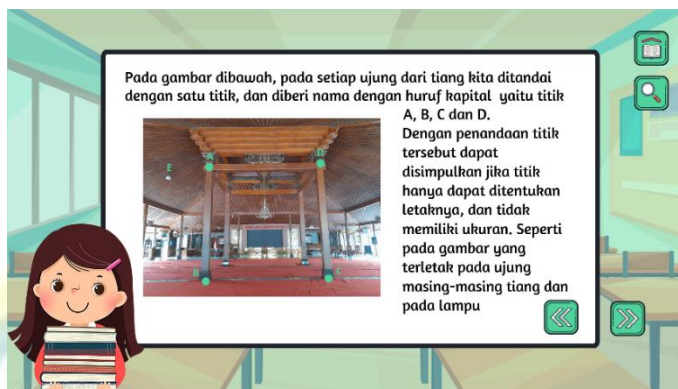 Pada gambar dibawah, pada setiap ujung dari tiang kita ditandai
dengan satu titik, dan diberi nama dengan huruf kapital yaitu titik
A, B, C dan D.
Dengan penandaan titik
tersebut dapat
disimpulkan jika titik
hanya dapat ditentukan
letaknya, dan tidak
memiliki ukuran. Seperti
pada gambar yang
terletak pada ujung
masing-masing tiang dan
pada lampu
A
D
E
B
C